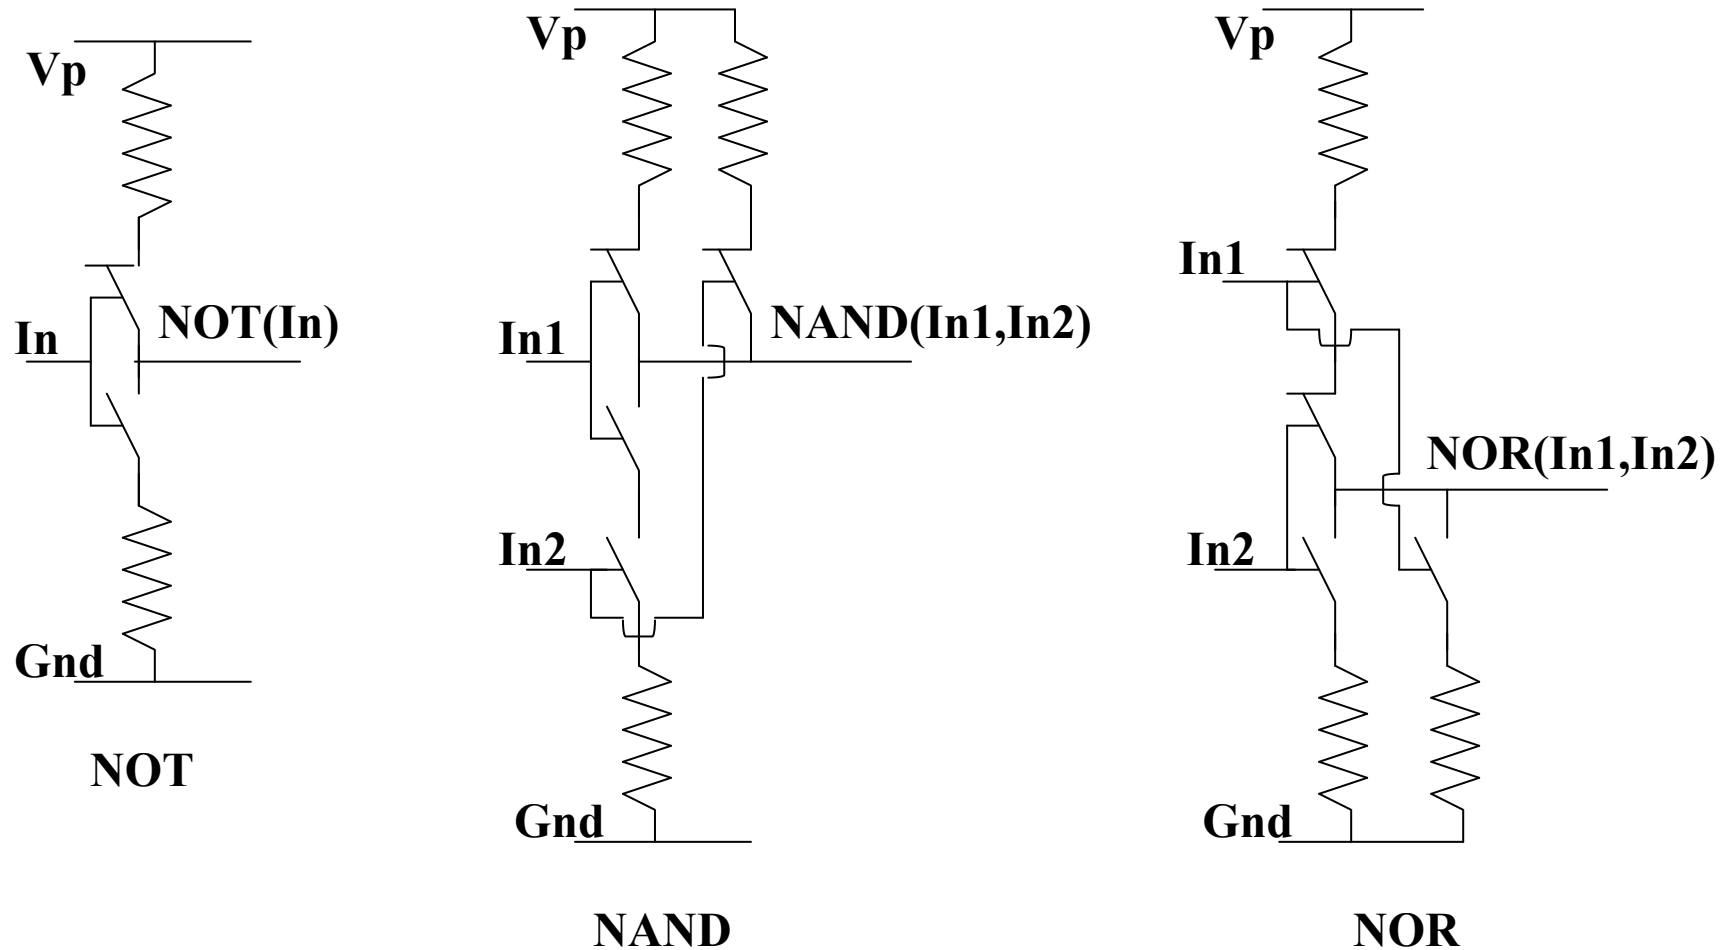 Vp
In
NOT(In)
Gnd
NOT
Vp
In1
NAND(In1,In2)
In2
Gnd
NAND
Vp
In1
NOR(In1,In2)
In2
Gnd
NOR